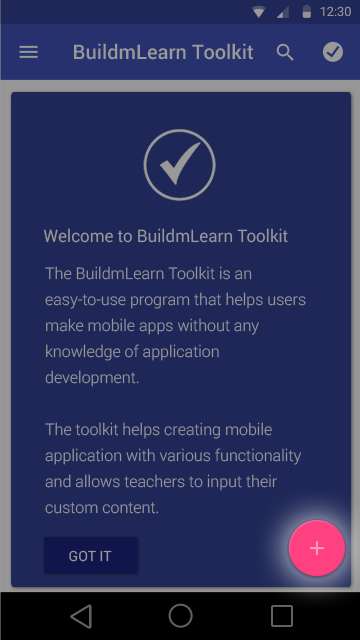 12:30
BuildmLearn Toolkit
Welcome to BuildmLearn Toolkit
The BuildmLearn Toolkit is an
easy-to-use program that helps users
make mobile apps without any
knowledge of application
development.
The toolkit helps creating mobile
application with various functionality
and allows teachers to input their
custom content.
GOT IT